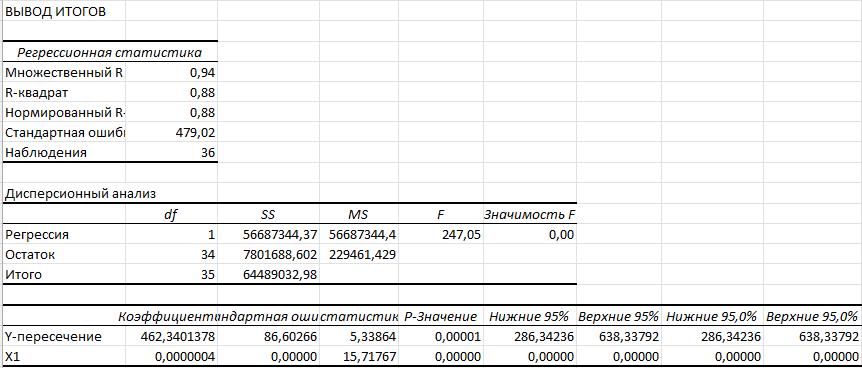 ВЫВОД ИТОГОВ
Регрессионная статистика
Множественный R 0,94
R-квадрат 0,88
Нормированный R- 0,88
Стандартная ошиб 479,02
Наблюдения 36
Дисперсионный анализ
df SS MS F Значимость F
Регрессия 1 56687344,37 56687344,4 247,05 0,00
Остаток 34 7801688,602 229461,429
Итого 35 64489032,98
Коэффициент ндартная оши статистик P-Значение Нижние 95% Верхние 95% Нижние 95,0% Верхние 95,0%
Y-пересечение 462,3401378 86,60266 5,33864 0,00001 286,34236 638,33792 286,34236 638,33792
X1 0,0000004 0,00000 15,71767 0,00000 0,00000 0,00000 0,00000 0,00000